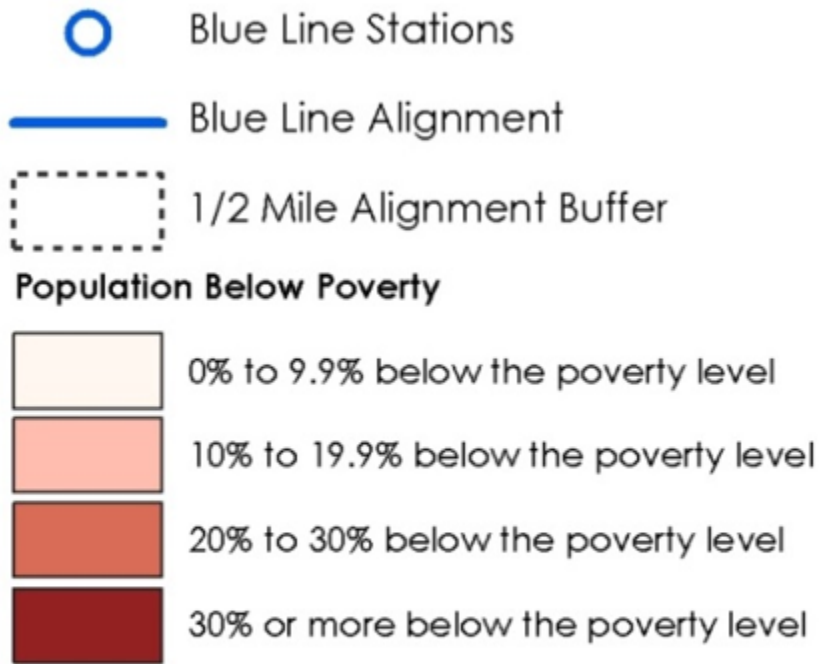 Blue Line Stations
Blue Line Alignment
1/2 Mile Alignment Buffer
Population Below Poverty
0% to 9.9% below the poverty level
10% to 19.9% below the poverty level
20% to 30% below the poverty level
30% or more below the poverty level